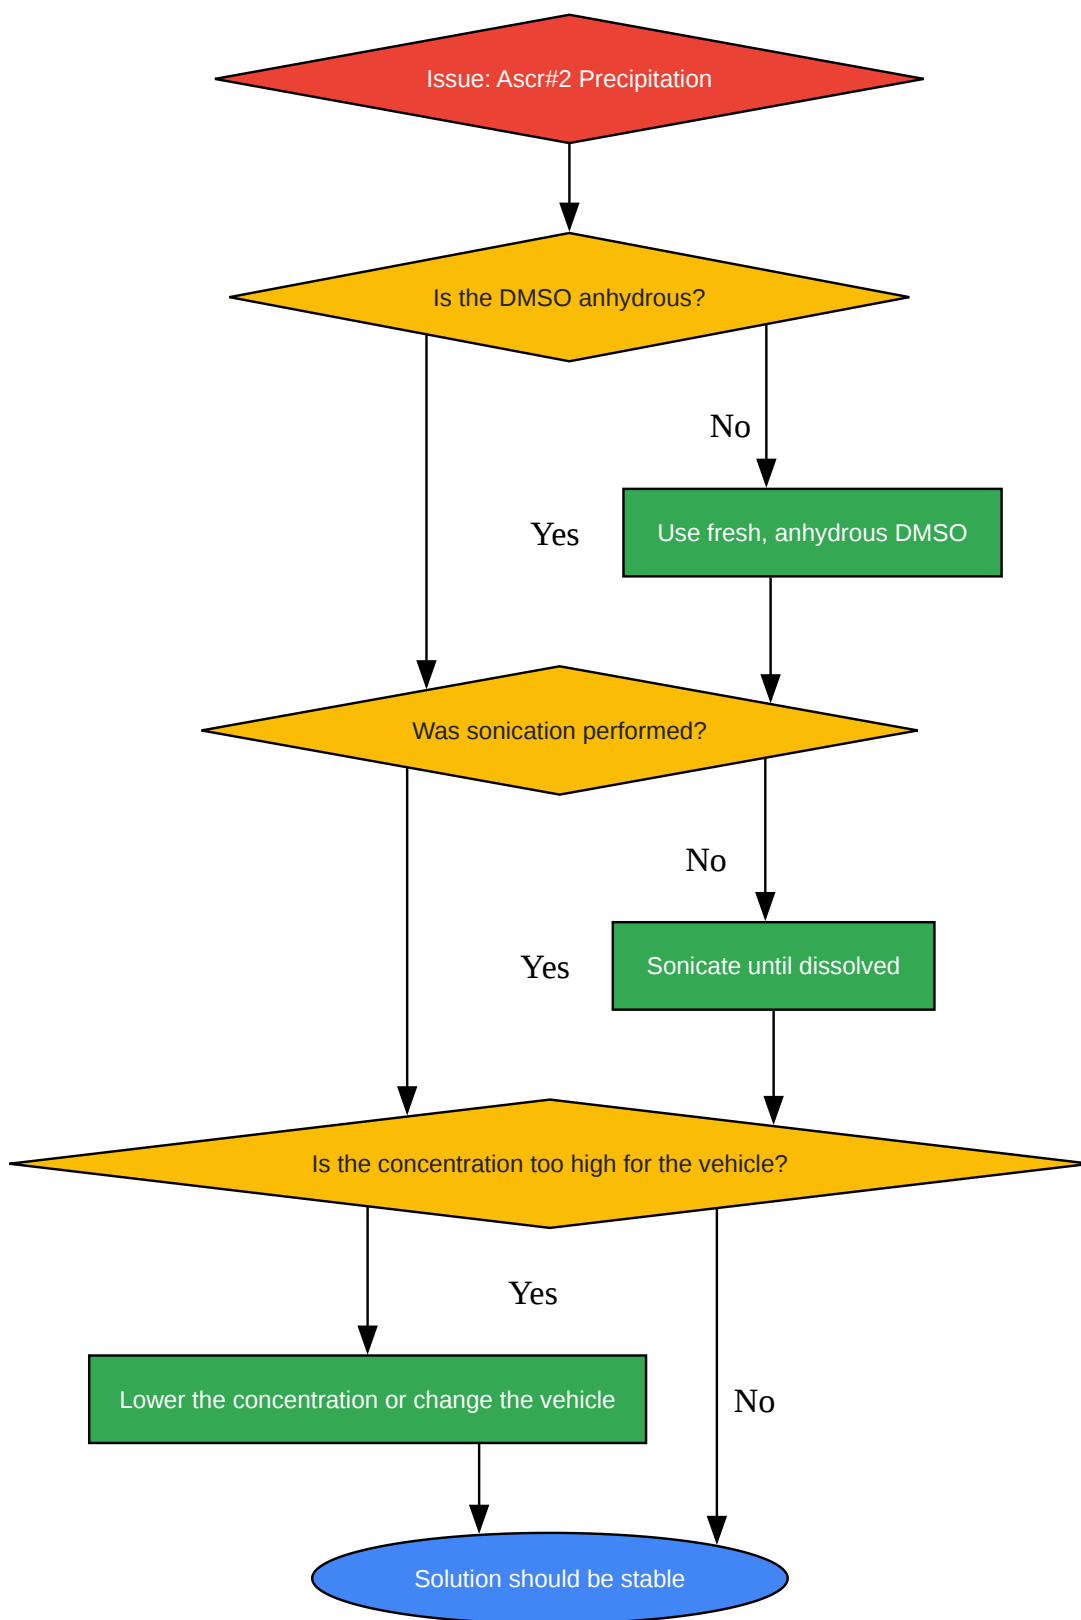 Issue: Ascr#2 Precipitation
Is the DMSO anhydrous?
No
Yes
Use fresh, anhydrous DMSO
Was sonication performed?
No
Yes
Sonicate until dissolved
Is the concentration too high for the vehicle?
Yes
Lower the concentration or change the vehicle
No
Solution should be stable